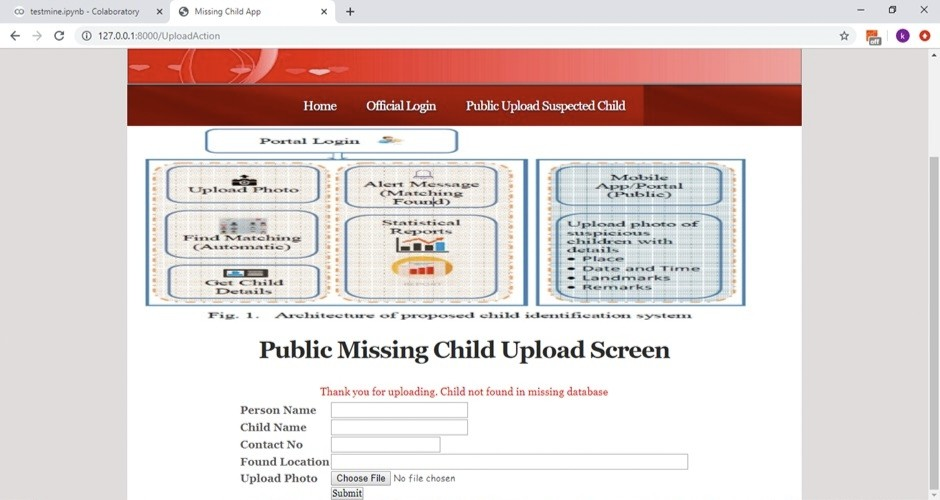 testmine.ipynb - Colaboratory
Missing Child App
127.0.0.1:8000/UploadAction
off
k
Home
Official Login
Public Upload Suspected Child
Portal Login
Upload Photo
Find Matching
(Automatic)
Get Child
Details
Alert Message
(Matching
Found)
Statistical
Reports
REPORT
Mobile
App/Portal
(Public)
Upload photo of
suspicious
children with
details
• Place
• Date and Time
• Landmarks
• Remarks
Fig. 1. Architecture of proposed child identification system
Public Missing Child Upload Screen
Thank you for uploading. Child not found in missing database
Person Name
Child Name
Contact No
Found Location
Upload Photo Choose File No file chosen
Submit